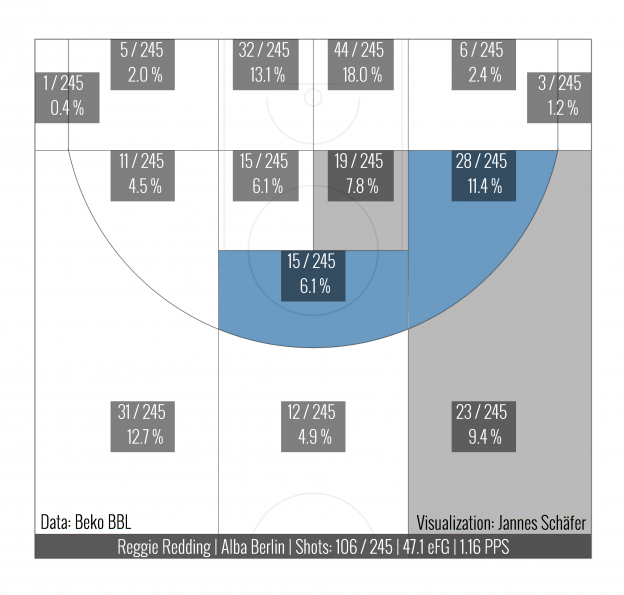 5 / 245
2.0 %
32 / 245
13.1 %
44 / 245
18.0 %
6 / 245
2.4 %
1 / 245
0.4 %
3 / 245
1.2 %
11 / 245
4.5 %
15 / 245
6.1 %
19 / 245
7.8 %
28 / 245
11.4 %
15 / 245
6.1 %
31 / 245
12.7 %
12 / 245
4.9 %
23 / 245
9.4 %
Data: Beko BBL
Visualization: Jannes Schäfer
Reggie Redding | Alba Berlin | Shots: 106 / 245 | 47.1 eFG | 1.16 PPS